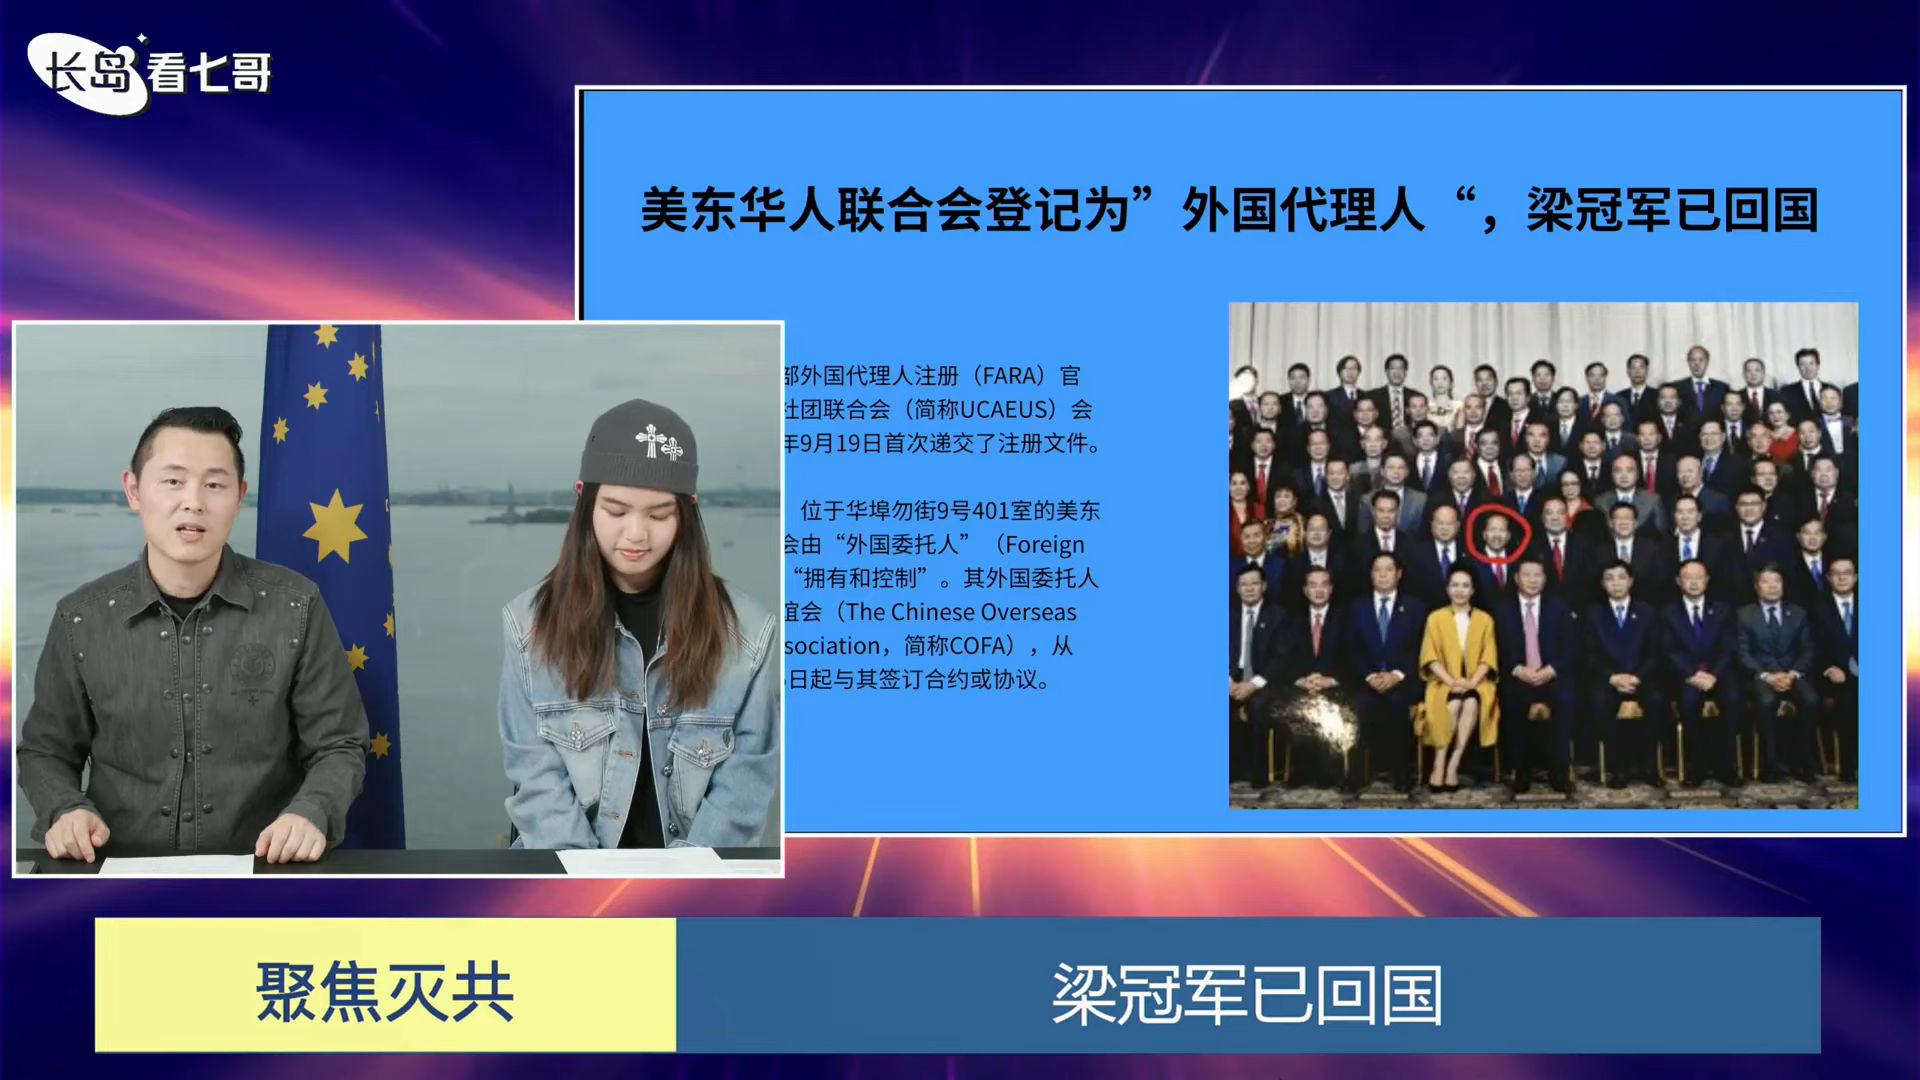 长岛看七哥
美东华人联合会登记为”外国代理人“，梁冠军已回国
部外国代理人注册（FARA）官
社团联合会（简称UCAEUS）会
年9月19日首次递交了注册文件。
位于华埠勿街9号401室的美东
会由“外国委托人”（Foreign
“拥有和控制”。其外国委托人
谊会（The Chinese Overseas
sociation，简称COFA），从
日起与其签订合约或协议。
聚焦灭共
梁冠军已回国